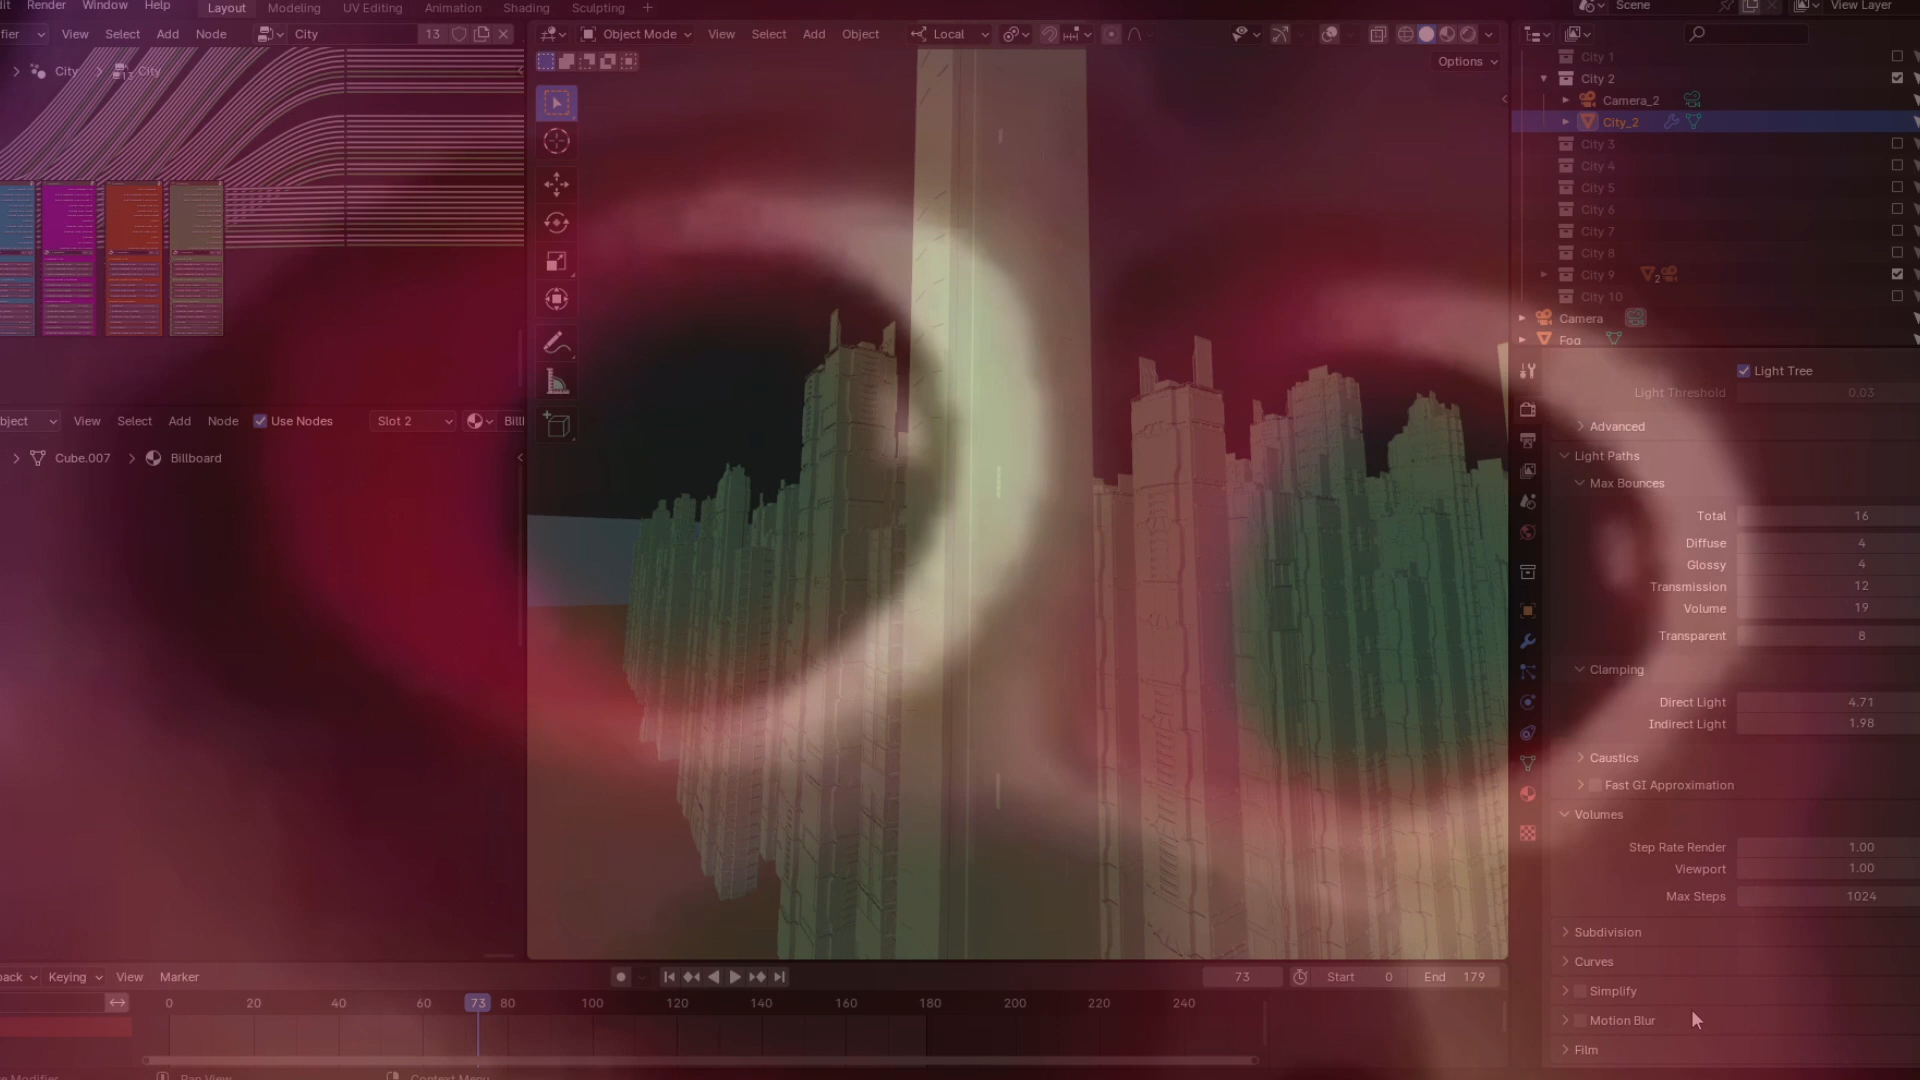 Render Window Help Layout Modeling UV Editing Animation Shading Sculpting + Scene View Layer
View Select Add Node City 13 Object Mode View Select Add Object Local
City City Options
City 1
City 2
Camera_2
City_2
City 3
City 4
City 5
City 6
City 7
City 8
City 9 2
City 10
Camera
Fog
Light Tree
Light Threshold 0.03
View Select Add Node Use Nodes Slot 2
Advanced
Light Paths
Cube.007 Billboard
Max Bounces
Total 16
Diffuse 4
Glossy 4
Transmission 12
Volume 19
Transparent 8
Clamping
Direct Light 4.71
Indirect Light 1.98
Caustics
Fast GI Approximation
Volumes
Step Rate Render 1.00
Viewport 1.00
Max Steps 1024
Subdivision
Curves
Keying View Marker 73 Start 0 End 179
Simplify
0 20 40 60 73 80 100 120 140 160 180 200 220 240
Motion Blur
Film
Pan View Context Menu